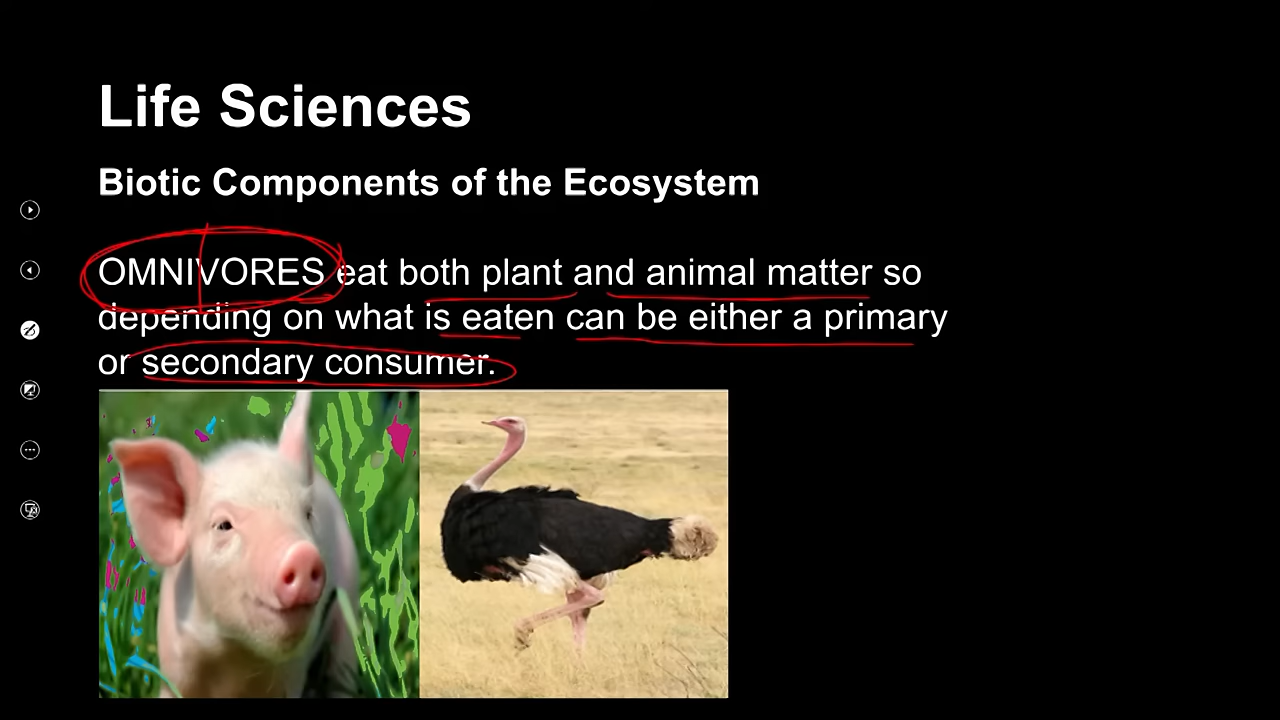 Life Sciences
Biotic Components of the Ecosystem
OMNIVORES eat both plant and animal matter so
depending on what is eaten can be either a primary
or secondary consumer.